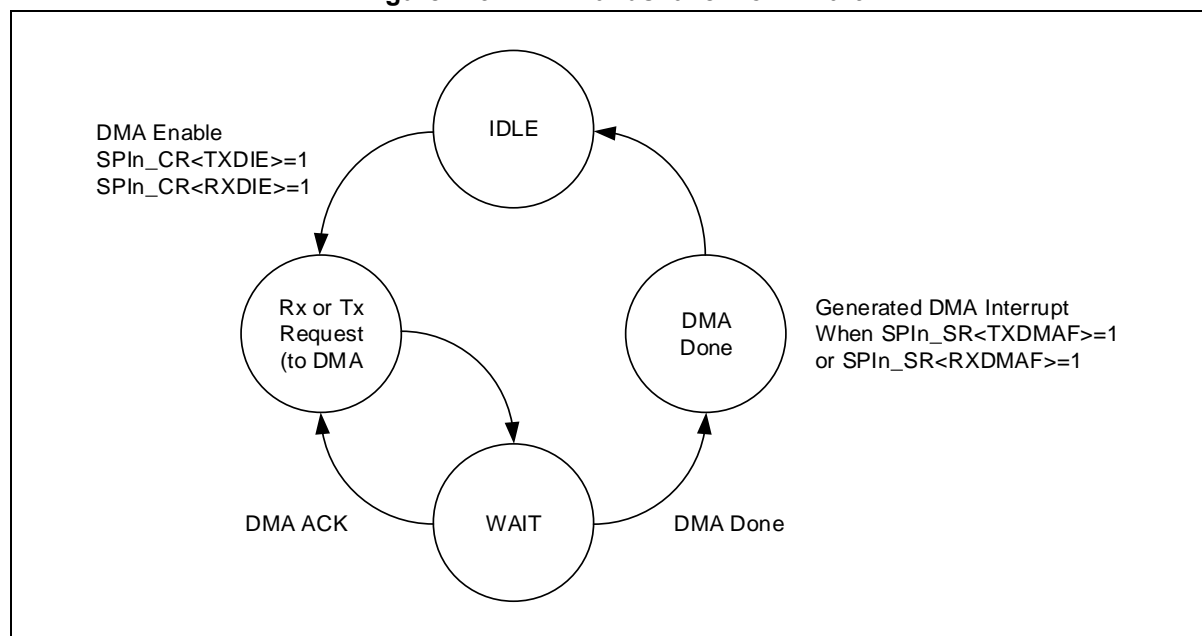 IDLE
DMA Enable
SPIn_CR<TXDIE>=1
SPIn_CR<RXDIE>=1
Rx or Tx
Request
(to DMA
DMA
Done
Generated DMA Interrupt
When SPIn_SR<TXDMAF>=1
or SPIn_SR<RXDMAF>=1
DMA ACK
WAIT
DMA Done